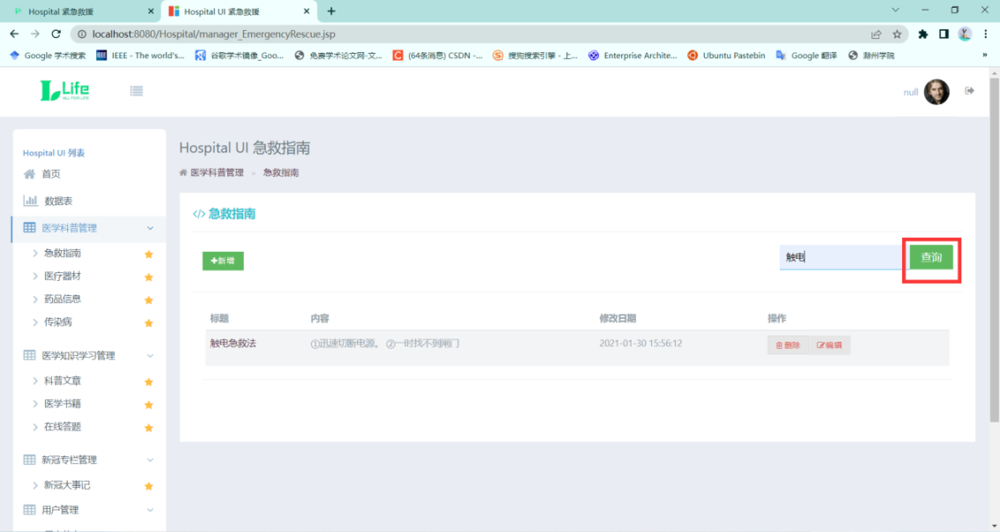 Hospital 紧急救援
Hospital UI 紧急救援
localhost:8080/Hospital/manager_EmergencyRescue.jsp
Google 学术搜索 IEEE - The world's... 谷歌学术镜像_Goo... 免费学术论文网-文... (64条消息) CSDN -... 搜狗搜索引擎 - 上... Enterprise Archite... Ubuntu Pastebin Google 翻译 滁州学院 »
Life
ALL FOR LIFE
null
Hospital UI 列表
首页
数据表
医学科普管理
急救指南
医疗器材
药品信息
传染病
医学知识学习管理
科普文章
医学书籍
在线答题
新冠专栏管理
新冠大事记
用户管理
Hospital UI 急救指南
医学科普管理 » 急救指南
</> 急救指南
+新增
触电
查询
标题 内容 修改日期 操作
触电急救法 ①迅速切断电源。 ②一时找不到闸门 2021-01-30 15:56:12 删除 编辑